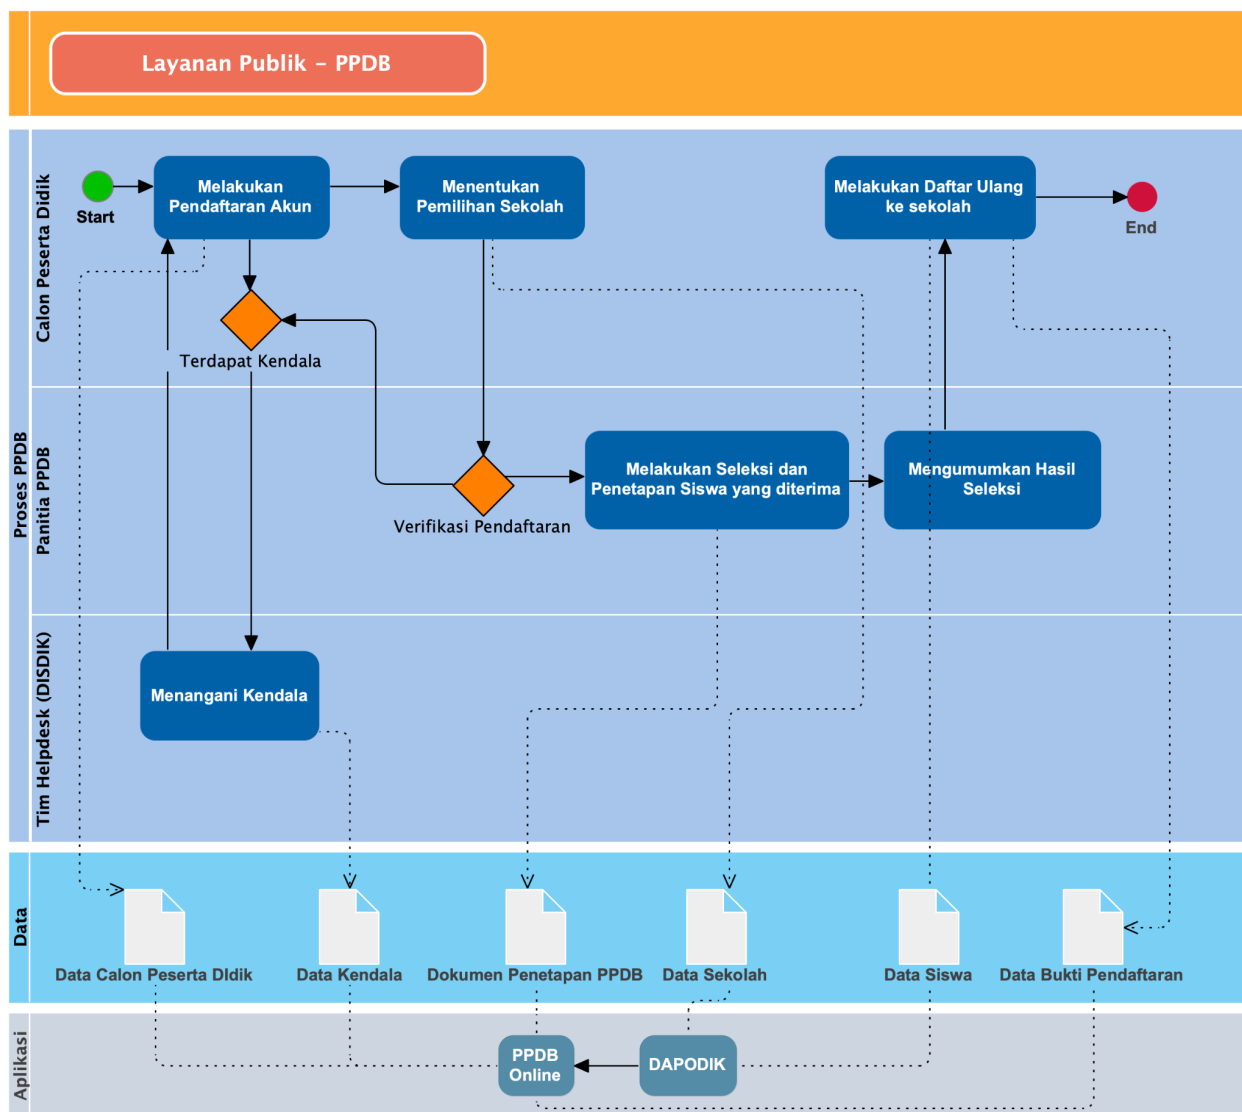 Layanan Publik – PPDB
Proses PPDB
Calon Peserta Didik
Start
Melakukan
Pendaftaran Akun
Menentukan
Pemilihan Sekolah
Melakukan Daftar Ulang
ke sekolah
End
Terdapat Kendala
Panitia PPDB
Verifikasi Pendaftaran
Melakukan Seleksi dan
Penetapan Siswa yang diterima
Mengumumkan Hasil
Seleksi
Tim Helpdesk (DISDIK)
Menangani Kendala
Data
Data Calon Peserta DIdik
Data Kendala
Dokumen Penetapan PPDB
Data Sekolah
Data Siswa
Data Bukti Pendaftaran
Aplikasi
PPDB
Online
DAPODIK